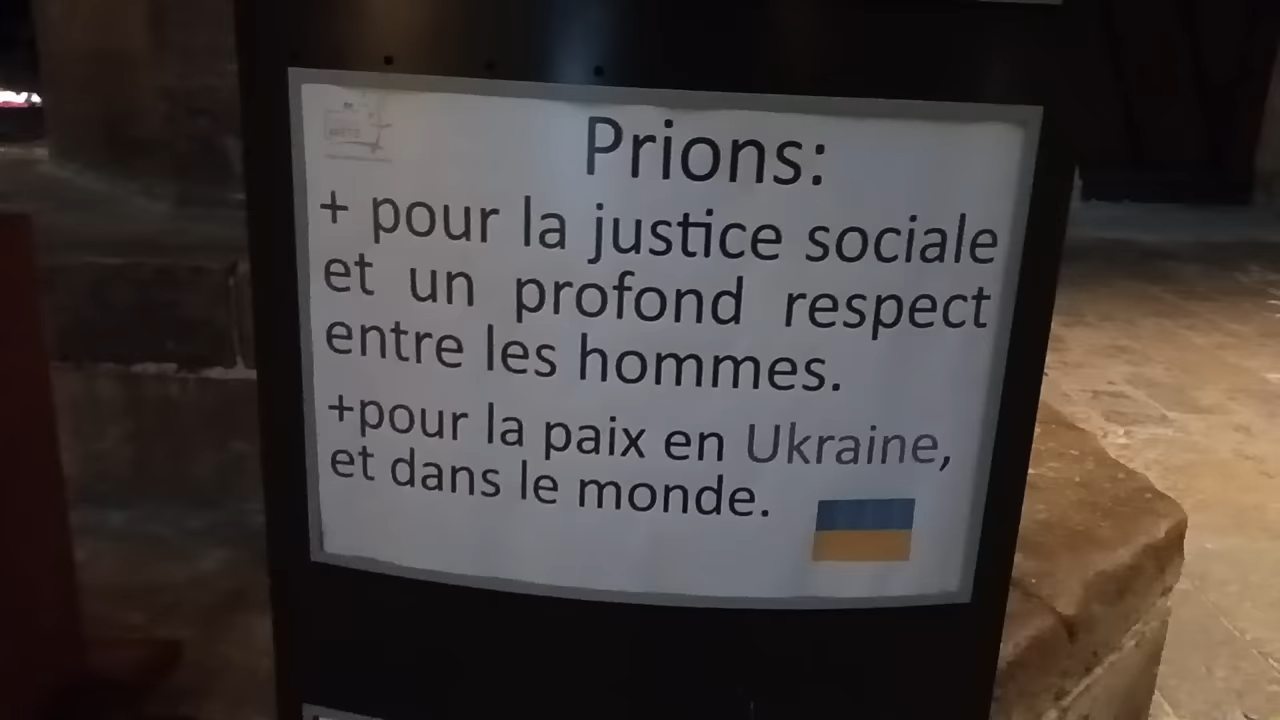 Prions:
+ pour la justice sociale
et un profond respect
entre les hommes.
+pour la paix en Ukraine,
et dans le monde.